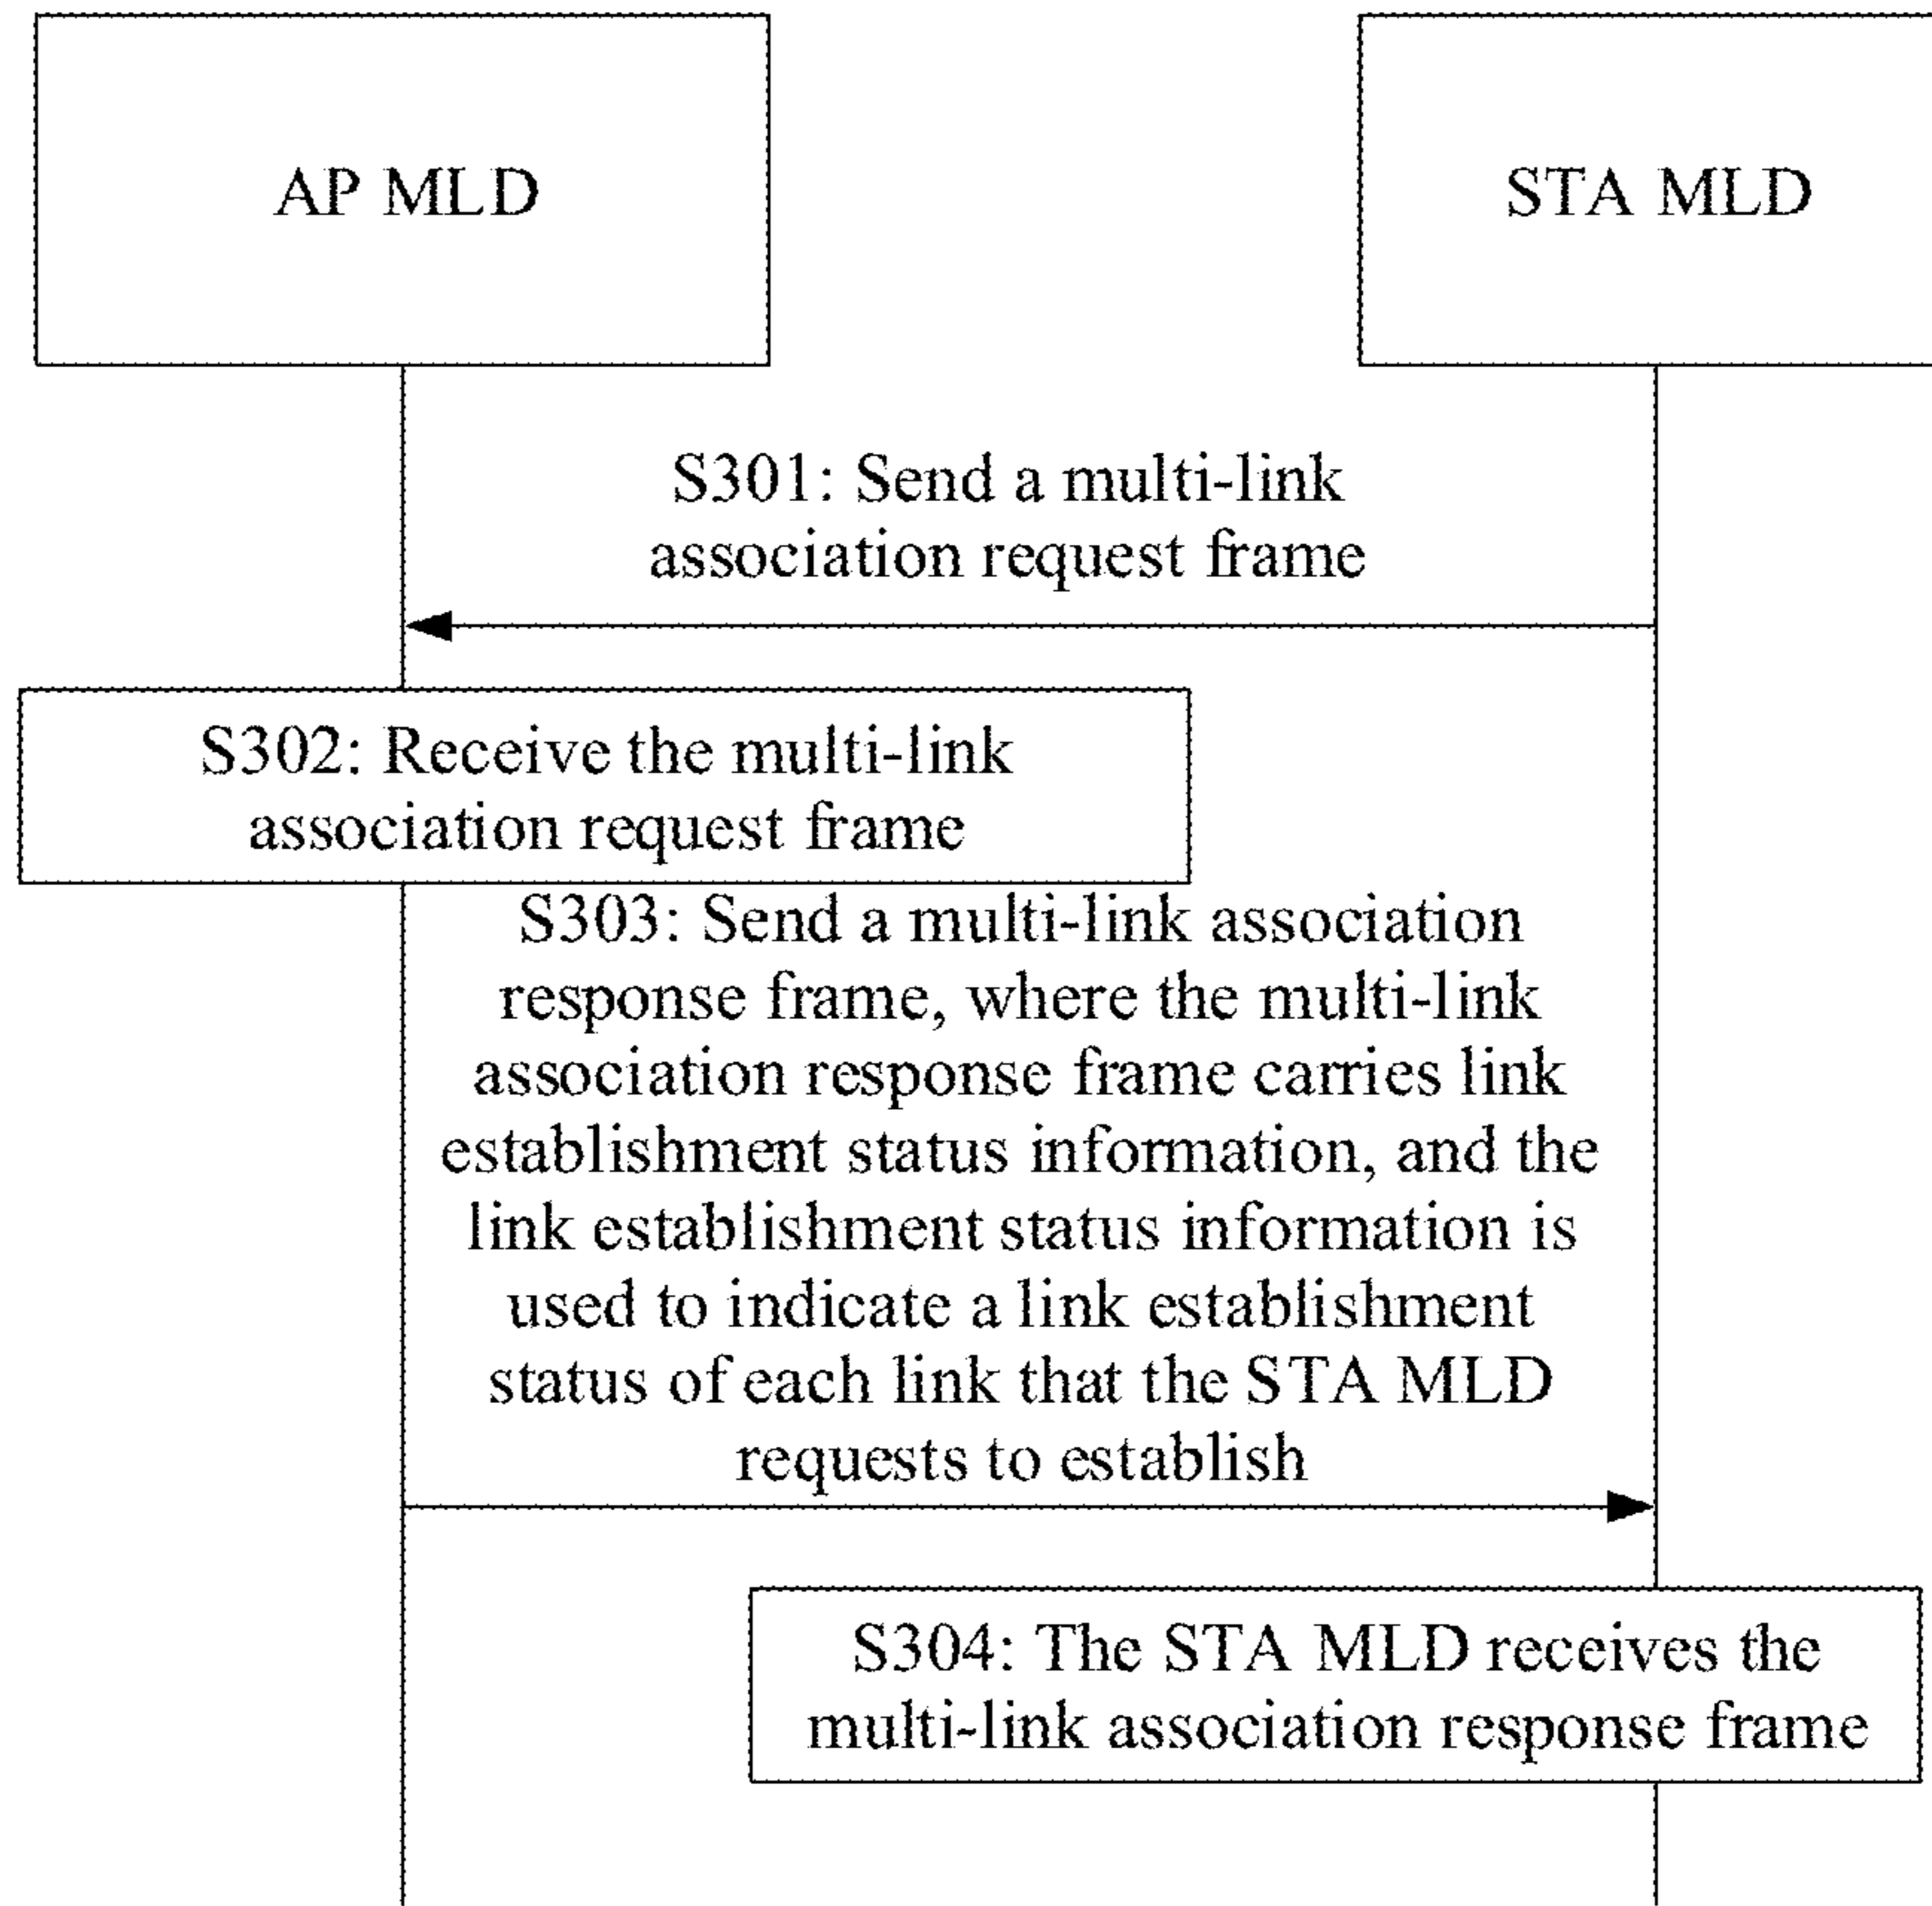 AP MLD
STA MLD
S301: Send a multi-link
association request frame
S302: Receive the multi-link
association request frame
S303: Send a multi-link association
response frame, where the multi-link
association response frame carries link
establishment status information, and the
link establishment status information is
used to indicate a link establishment
status of each link that the STA MLD
requests to establish
S304: The STA MLD receives the
multi-link association response frame